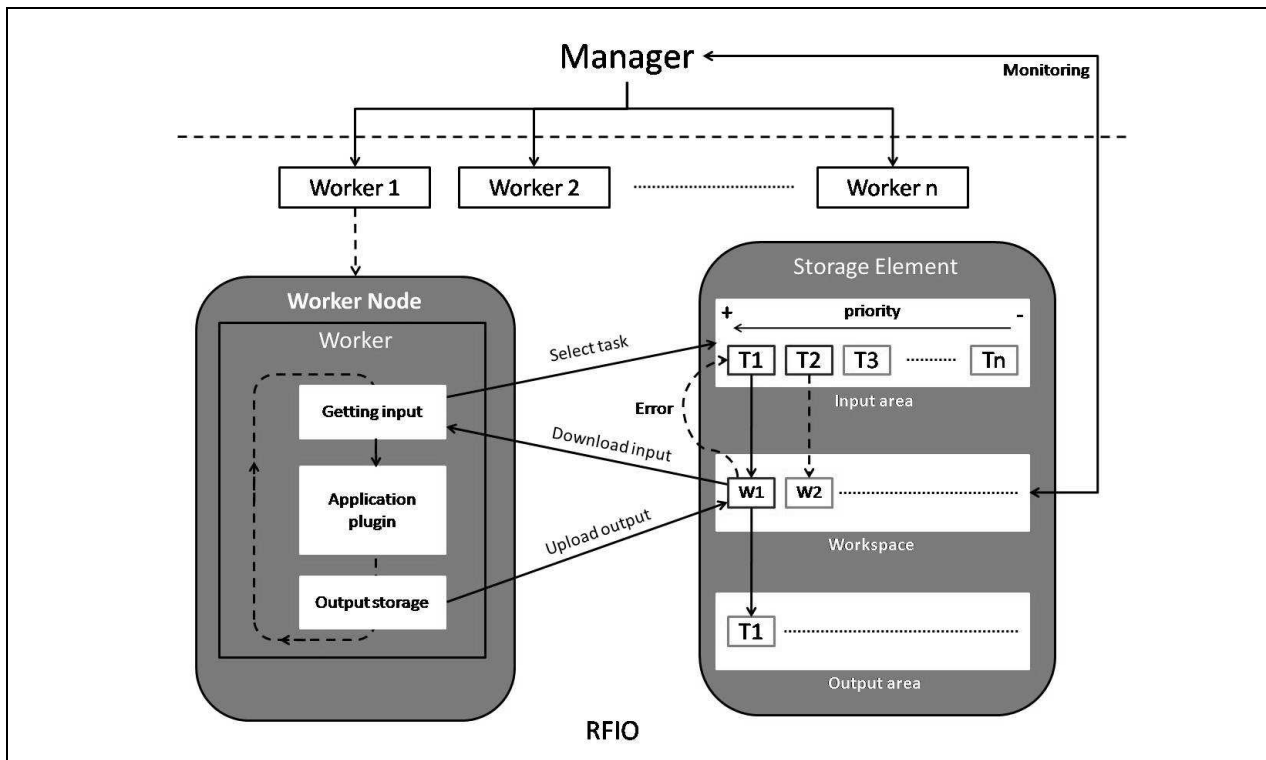 Manager
Monitoring
Worker 1
Worker 2
Worker n
Worker Node
Worker
Getting input
Application
plugin
Output storage
Select task
Download input
Upload output
Error
Storage Element
+ priority -
T1 T2 T3 Tn
Input area
W1 W2
Workspace
T1
Output area
RFIO